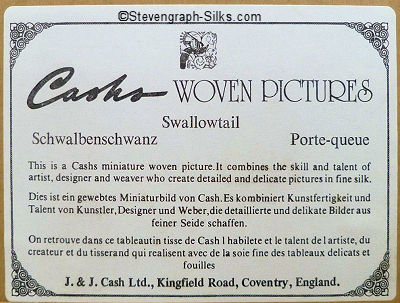 ©Stevengraph-Silks.com
Cashs WOVEN PICTURES
Swallowtail
Schwalbenschwanz Porte-queue
This is a Cashs miniature woven picture.It combines the skill and talent of
artist, designer and weaver who create detailed and delicate pictures in fine silk.
Dies ist ein gewebtes Miniaturbild von Cash.Es kombiniert Kunstfertigkeit und
Talent von Kunstler,Designer und Weber,die detaillierte und delikate Bilder aus
feiner Seide schaffen.
On retrouve dans ce tableautin tisse de Cash l habilete et le talent de l artiste, du
createur et du tisserand qui realisent avec de la soie fine des tableaux delicats et
fouilles
J. & J. Cash Ltd., Kingfield Road, Coventry, England.